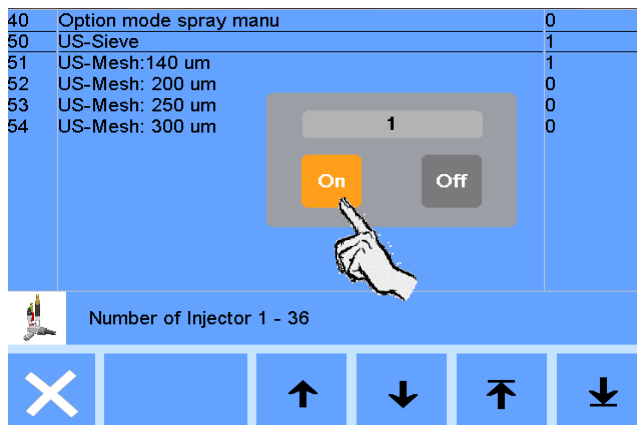 40 Option mode spray manu 0
50 US-Sieve 1
51 US-Mesh:140 um 1
52 US-Mesh: 200 um 0
53 US-Mesh: 250 um 0
54 US-Mesh: 300 um 0
1
On Off
Number of Injector 1 - 36